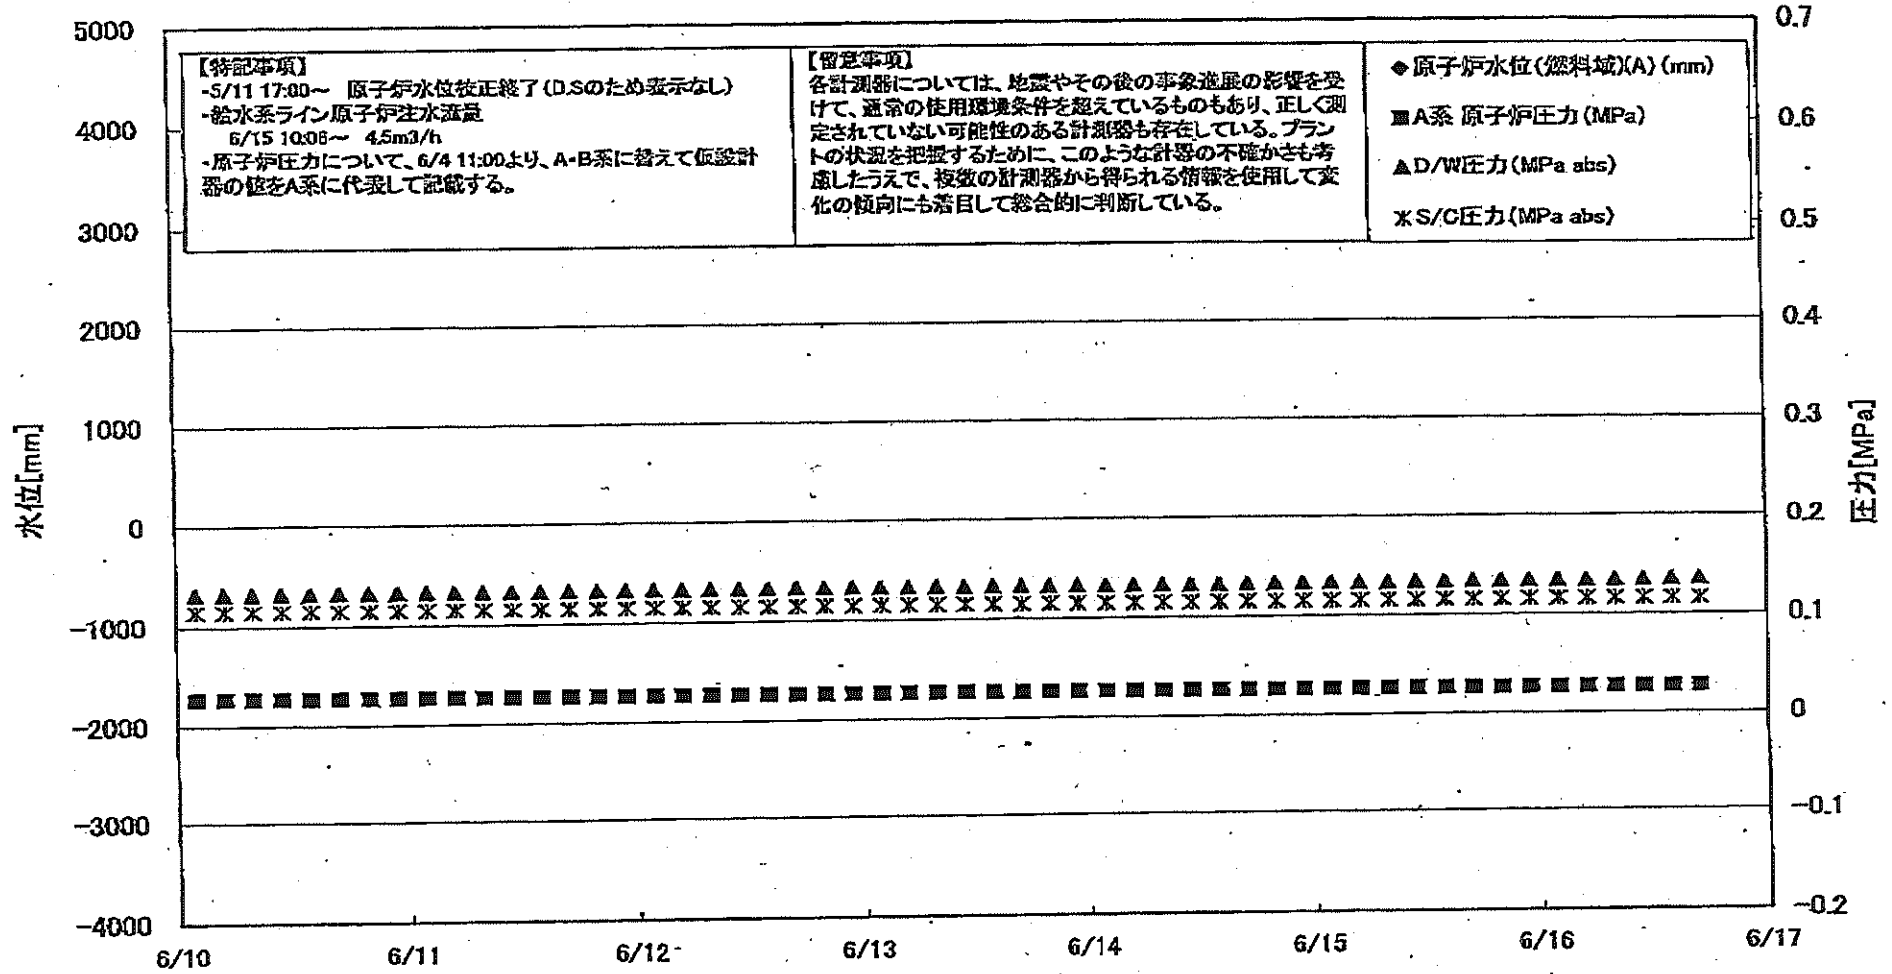 5000
4000
3000
2000
1000
0
-1000
-2000
-3000
-4000
水位[mm]
【特記事項】
-5/11 17:00～ 原子炉水位校正終了(D.Sのため表示なし)
・給水系ライン原子炉注水流量
6/15 10:06～ 4.5m3/h
・原子炉圧力について、6/4 11:00より、A・B系に替えて仮設計
器の値をA系に代表して記載する。
【留意事項】
各計測器については、地震やその後の事象進展の影響を受
けて、通常の使用環境条件を超えているものもあり、正しく測
定されていない可能性のある計測器も存在している。プラン
トの状況を把握するために、このような計器の不確かさも考
慮したうえで、複数の計測器から得られる情報を使用して変
化の傾向にも着目して総合的に判断している。
◆原子炉水位(燃料域)(A)(mm)
■A系 原子炉圧力(MPa)
▲D/W圧力(MPa abs)
S/C圧力(MPa abs)
0.7
0.6
0.5
0.4
0.3
0.2
0.1
0
-0.1
-0.2
圧力[MPa]
6/10
6/11
6/12
6/13
6/14
6/15
6/16
6/17